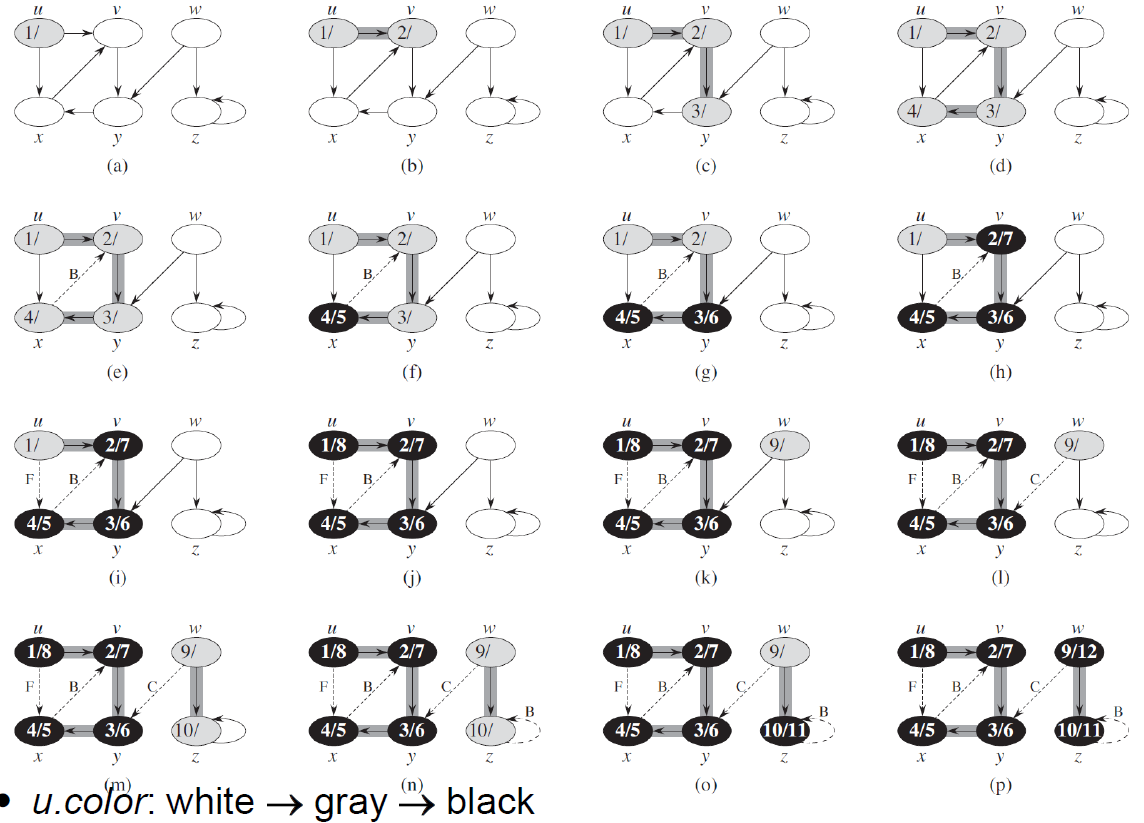 u v w u v w u v w u v w
1/ 1/ 2/ 1/ 2/ 1/ 2/
3/ 4/ 3/
x y z x y z x y z x y z
(a) (b) (c) (d)
u v w u v w u v w u v w
1/ 2/ 1/ 2/ 1/ 2/ 1/ 2/7
B B B B
4/ 3/ 4/5 3/ 4/5 3/6 4/5 3/6
x y z x y z x y z x y z
(e) (f) (g) (h)
u v w u v w u v w u v w
1/ 2/7 1/8 2/7 1/8 2/7 9/ 1/8 2/7 9/
F B F B F B F B C
4/5 3/6 4/5 3/6 4/5 3/6 4/5 3/6
x y z x y z x y z x y z
(i) (j) (k) (l)
u v w u v w u v w u v w
1/8 2/7 9/ 1/8 2/7 9/ 1/8 2/7 9/ 1/8 2/7 9/12
F B C F B C B F B C B F B C B
4/5 3/6 10/ 4/5 3/6 10/ 4/5 3/6 10/11 4/5 3/6 10/11
x y z x y z x y z x y z
(m) (n) (o) (p)
• u.color: white → gray → black